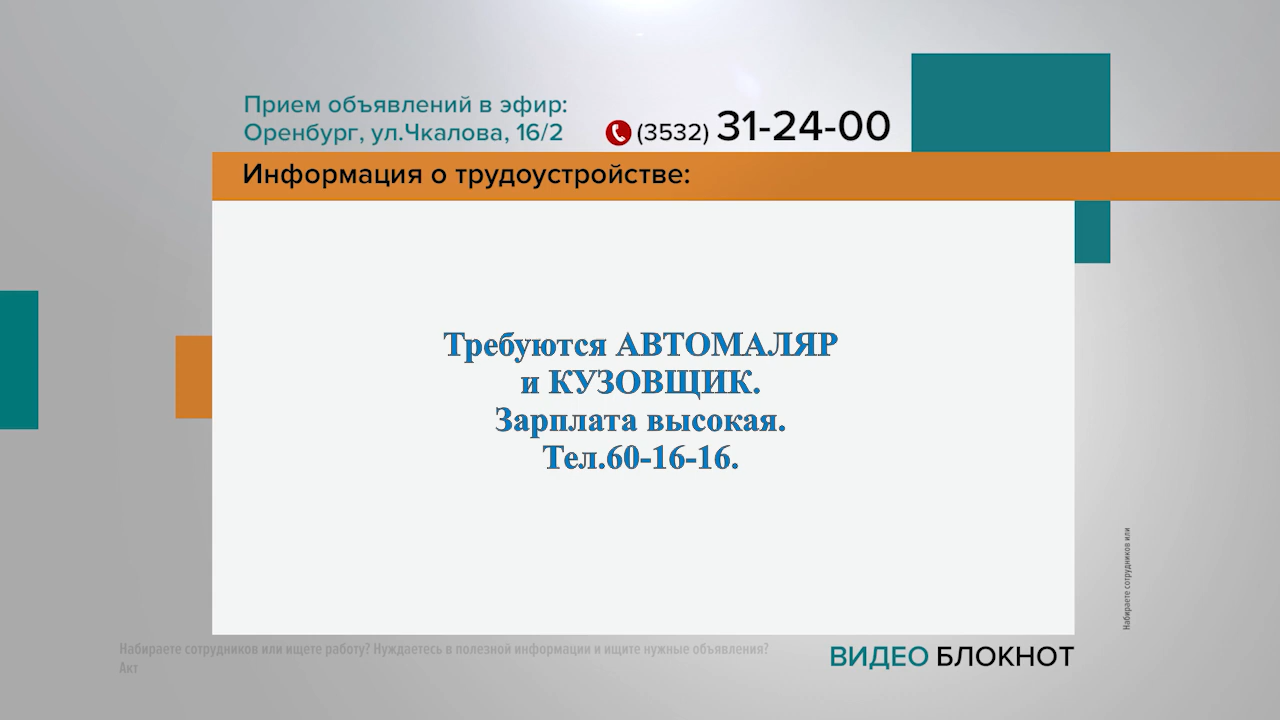 Прием объявлений в эфир:
Оренбург, ул.Чкалова, 16/2
(3532) 31-24-00
Информация о трудоустройстве:
Требуются АВТОМАЛЯР
и КУЗОВЩИК.
Зарплата высокая.
Тел.60-16-16.
Набираете сотрудников или
Набираете сотрудников или ищете работу? Нуждаетесь в полезной информации и ищите нужные объявления?
Акт
ВИДЕО БЛОКНОТ